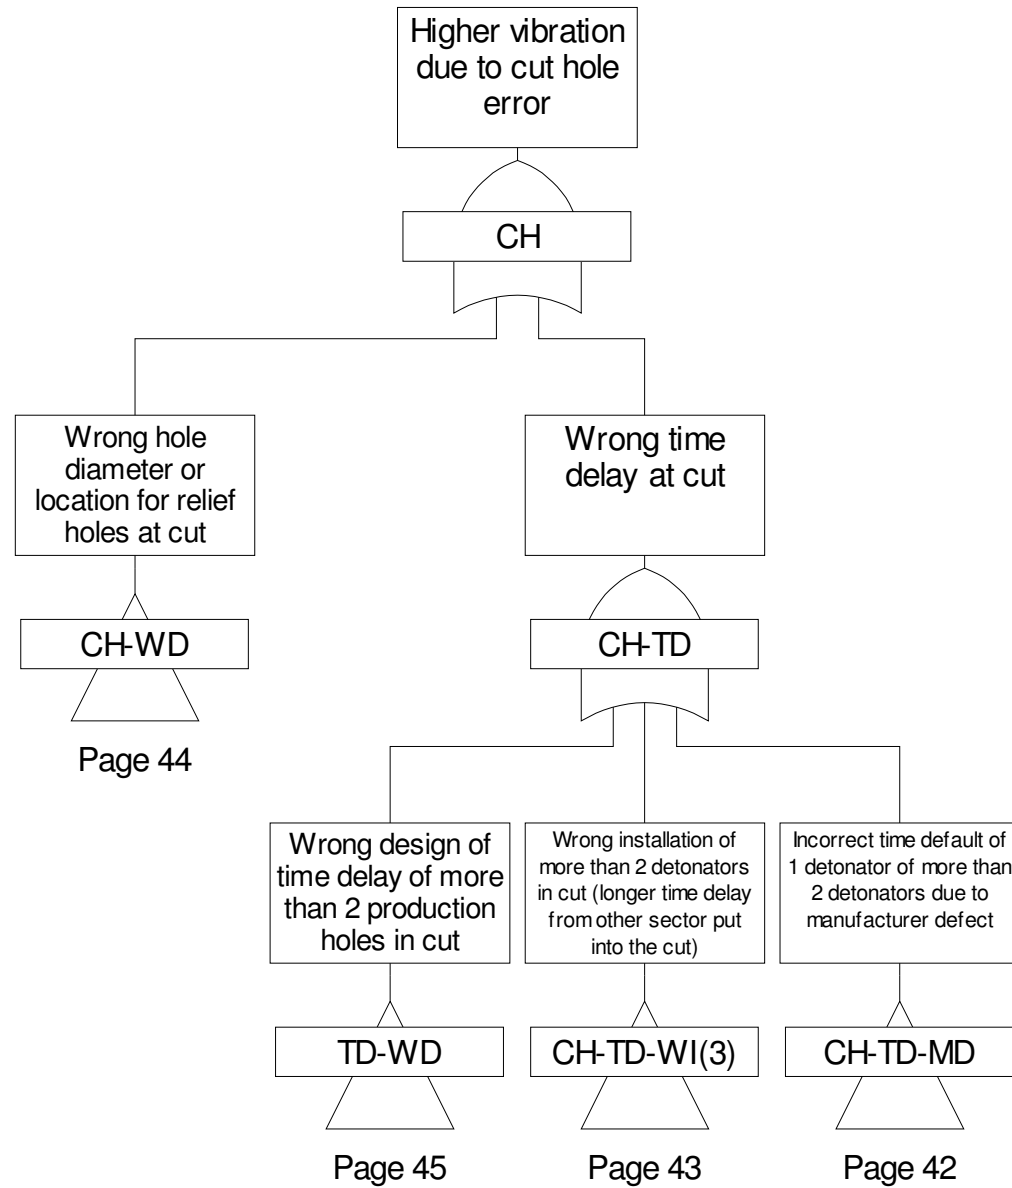 Higher vibration
due to cut hole
error
CH
Wrong hole
diameter or
location for relief
holes at cut
Wrong time
delay at cut
CH-WD
CH-TD
Page 44
Wrong design of
time delay of more
than 2 production
holes in cut
Wrong installation of
more than 2 detonators
in cut (longer time delay
from other sector put
into the cut)
Incorrect time default of
1 detonator of more than
2 detonators due to
manufacturer defect
TD-WD
CH-TD-WI(3)
CH-TD-MD
Page 45
Page 43
Page 42